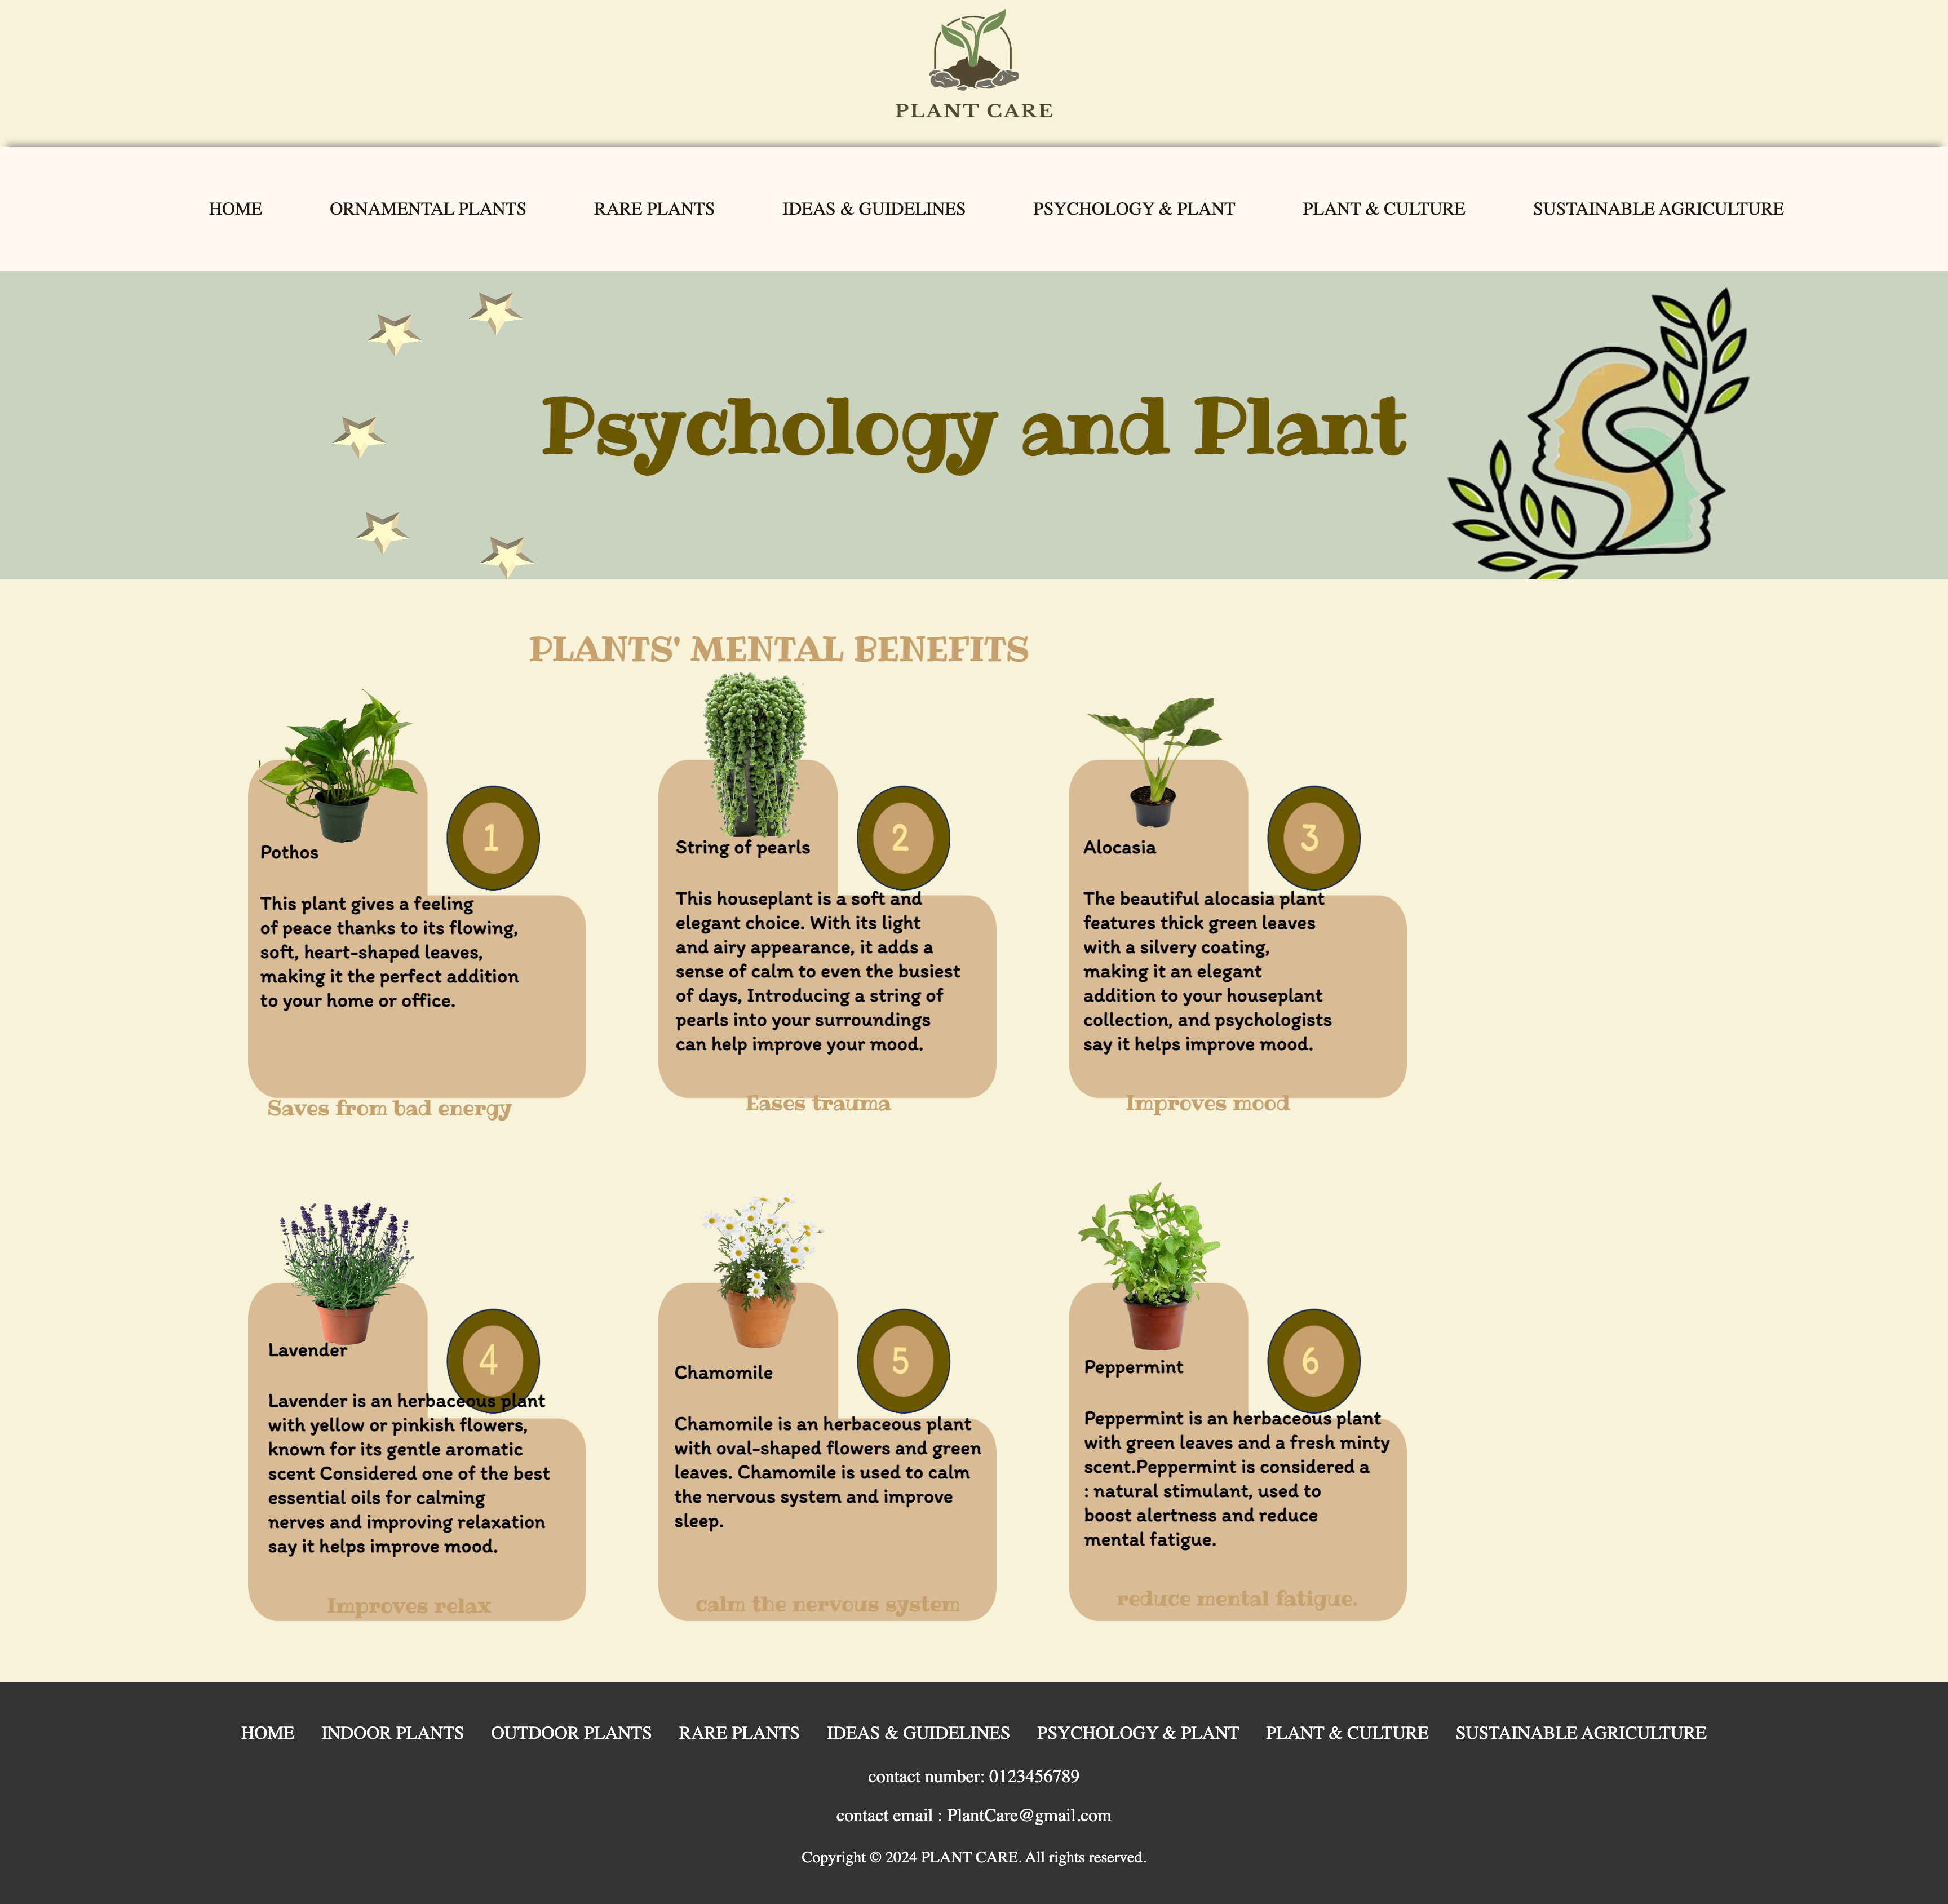 PLANT CARE
HOME ORNAMENTAL PLANTS RARE PLANTS IDEAS & GUIDELINES PSYCHOLOGY & PLANT PLANT & CULTURE SUSTAINABLE AGRICULTURE
Psychology and Plant
PLANTS' MENTAL BENEFITS
1
Pothos
This plant gives a feeling
of peace thanks to its flowing,
soft, heart-shaped leaves,
making it the perfect addition
to your home or office.
Saves from bad energy
2
String of pearls
This houseplant is a soft and
elegant choice. With its light
and airy appearance, it adds a
sense of calm to even the busiest
of days, Introducing a string of
pearls into your surroundings
can help improve your mood.
Eases trauma
3
Alocasia
The beautiful alocasia plant
features thick green leaves
with a silvery coating,
making it an elegant
addition to your houseplant
collection, and psychologists
say it helps improve mood.
Improves mood
4
Lavender
Lavender is an herbaceous plant
with yellow or pinkish flowers,
known for its gentle aromatic
scent Considered one of the best
essential oils for calming
nerves and improving relaxation
say it helps improve mood.
Improves relax
5
Chamomile
Chamomile is an herbaceous plant
with oval-shaped flowers and green
leaves. Chamomile is used to calm
the nervous system and improve
sleep.
calm the nervous system
6
Peppermint
Peppermint is an herbaceous plant
with green leaves and a fresh minty
scent.Peppermint is considered a
: natural stimulant, used to
boost alertness and reduce
mental fatigue.
reduce mental fatigue.
HOME INDOOR PLANTS OUTDOOR PLANTS RARE PLANTS IDEAS & GUIDELINES PSYCHOLOGY & PLANT PLANT & CULTURE SUSTAINABLE AGRICULTURE
contact number: 0123456789
contact email : PlantCare@gmail.com
Copyright © 2024 PLANT CARE. All rights reserved.